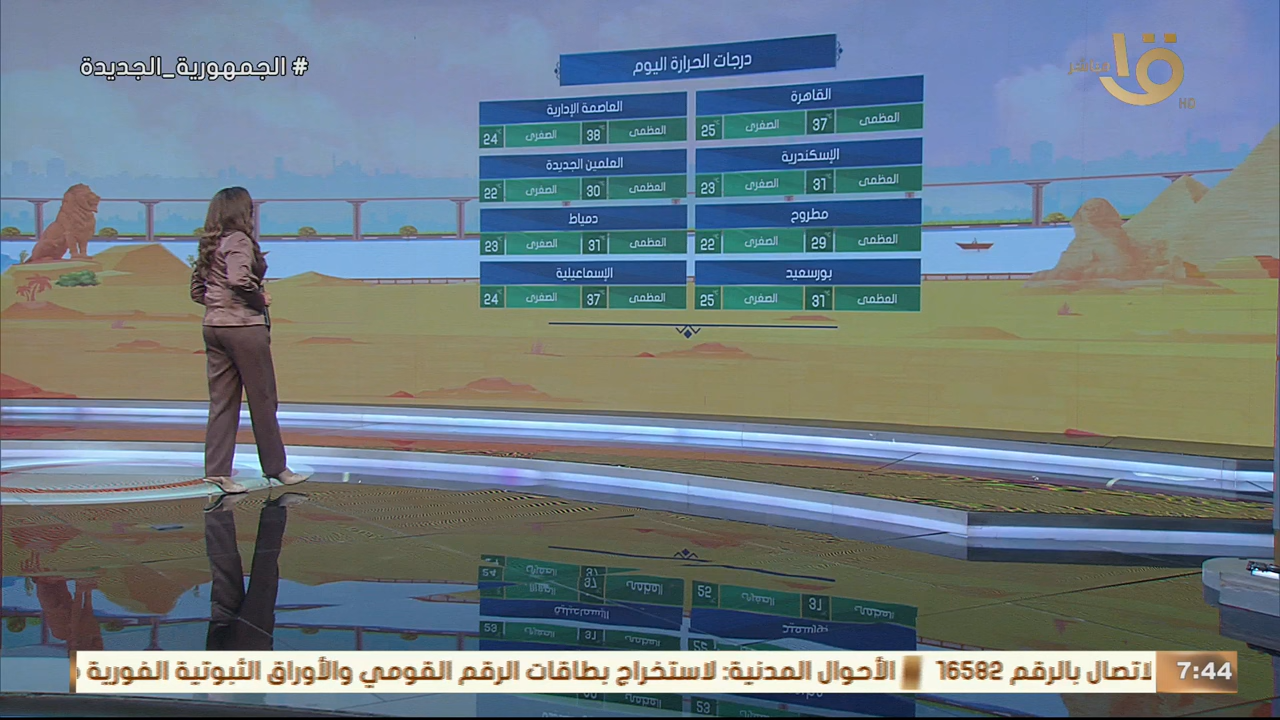 # الجمهورية_الجديدة
مباشر
HD
درجات الحرارة اليوم
القاهرة
العظمى 37 الصغرى 25
العاصمة الإدارية
العظمى 38 الصغرى 24
الإسكندرية
العظمى 31 الصغرى 23
العلمين الجديدة
العظمى 30 الصغرى 22
مطروح
العظمى 29 الصغرى 22
دمياط
العظمى 31 الصغرى 23
بورسعيد
العظمى 31 الصغرى 25
الإسماعيلية
العظمى 37 الصغرى 24
7:44
لاتصال بالرقم 16582
الأحوال المدنية: لاستخراج بطاقات الرقم القومي والأوراق الثبوتية الفورية